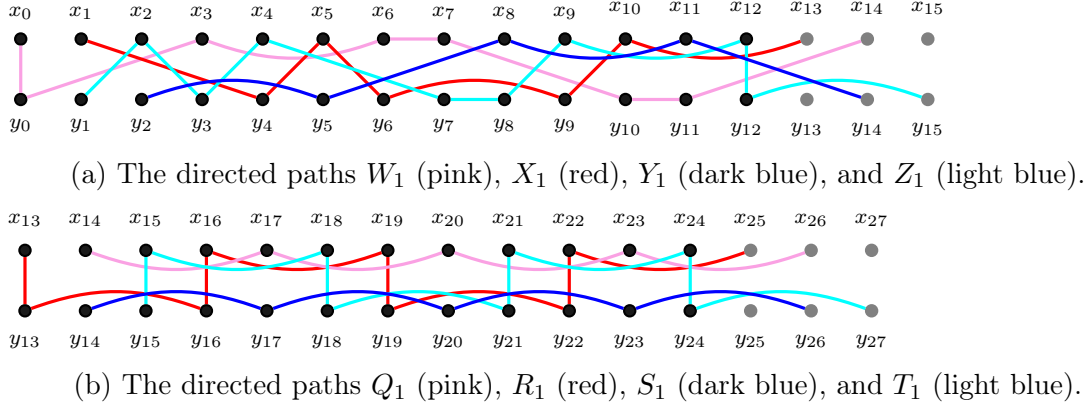 x₀ x₁ x₂ x₃ x₄ x₅ x₆ x₇ x₈ x₉ x₁₀ x₁₁ x₁₂ x₁₃ x₁₄ x₁₅
y₀ y₁ y₂ y₃ y₄ y₅ y₆ y₇ y₈ y₉ y₁₀ y₁₁ y₁₂ y₁₃ y₁₄ y₁₅
(a) The directed paths W₁ (pink), X₁ (red), Y₁ (dark blue), and Z₁ (light blue).
x₁₃ x₁₄ x₁₅ x₁₆ x₁₇ x₁₈ x₁₉ x₂₀ x₂₁ x₂₂ x₂₃ x₂₄ x₂₅ x₂₆ x₂₇
y₁₃ y₁₄ y₁₅ y₁₆ y₁₇ y₁₈ y₁₉ y₂₀ y₂₁ y₂₂ y₂₃ y₂₄ y₂₅ y₂₆ y₂₇
(b) The directed paths Q₁ (pink), R₁ (red), S₁ (dark blue), and T₁ (light blue).